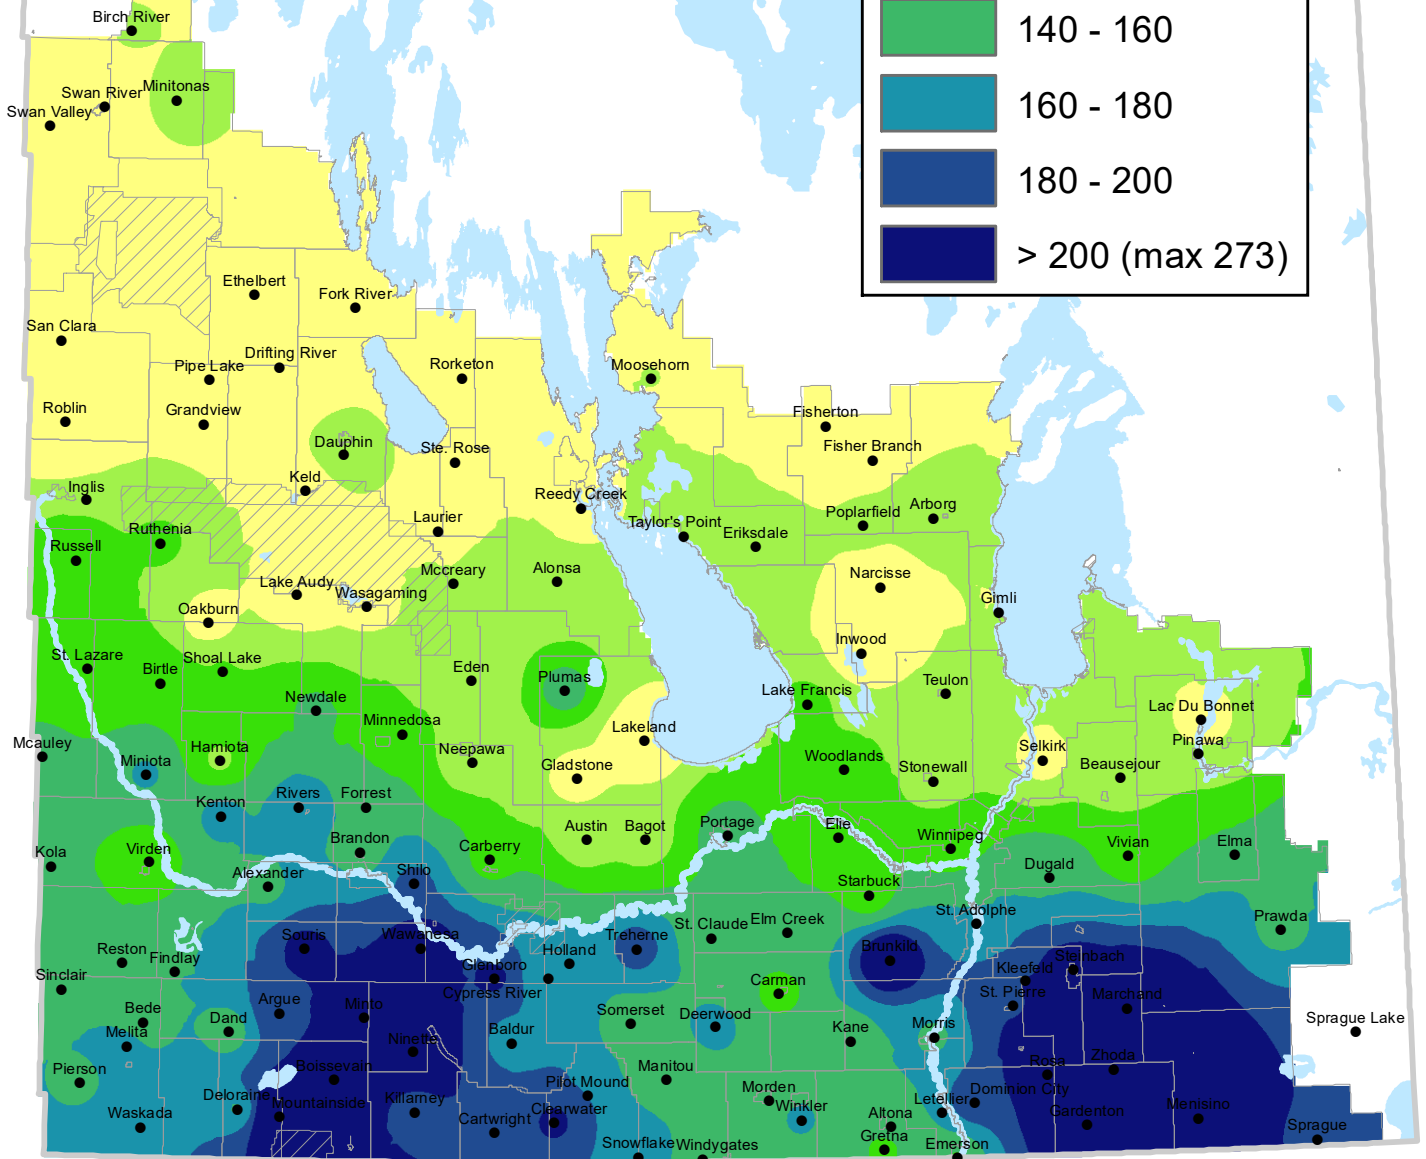 Birch River
140 - 160
Swan River
Minitonas
Swan Valley
160 - 180
180 - 200
> 200 (max 273)
Ethelbert
Fork River
San Clara
Drifting River
Pipe Lake
Rorketon
Moosehorn
Roblin
Grandview
Fisherton
Dauphin
Ste. Rose
Fisher Branch
Keld
Inglis
Reedy Creek
Laurier
Taylor's Point
Poplarfield
Arborg
Ruthenia
Eriksdale
Russell
Lake Audy
Wasagaming
Mccreary
Alonsa
Narcisse
Oakburn
Gimli
Inwood
St. Lazare
Birtle
Shoal Lake
Eden
Plumas
Teulon
Newdale
Lake Francis
Lac Du Bonnet
Minnedosa
Lakeland
Mcauley
Hamiota
Neepawa
Woodlands
Selkirk
Pinawa
Miniota
Gladstone
Stonewall
Beausejour
Kenton
Rivers
Forrest
Austin
Bagot
Portage
Elie
Winnipeg
Brandon
Carberry
Kola
Virden
Vivian
Elma
Alexander
Shilo
Dugald
Starbuck
Souris
Wawanesa
St. Claude
Elm Creek
St. Adolphe
Prawda
Reston
Findlay
Holland
Treherne
Brunkild
Steinbach
Sinclair
Glenboro
Cypress River
Carman
Kleefeld
St. Pierre
Marchand
Bede
Argue
Minto
Somerset
Deerwood
Melita
Dand
Baldur
Kane
Morris
Sprague Lake
Ninette
Pierson
Boissevain
Manitou
Rosa
Zhoda
Deloraine
Mountainside
Killarney
Pilot Mound
Morden
Winkler
Dominion City
Waskada
Cartwright
Clearwater
Altona
Letellier
Gardenton
Menisino
Sprague
Snowflake
Windygates
Gretna
Emerson